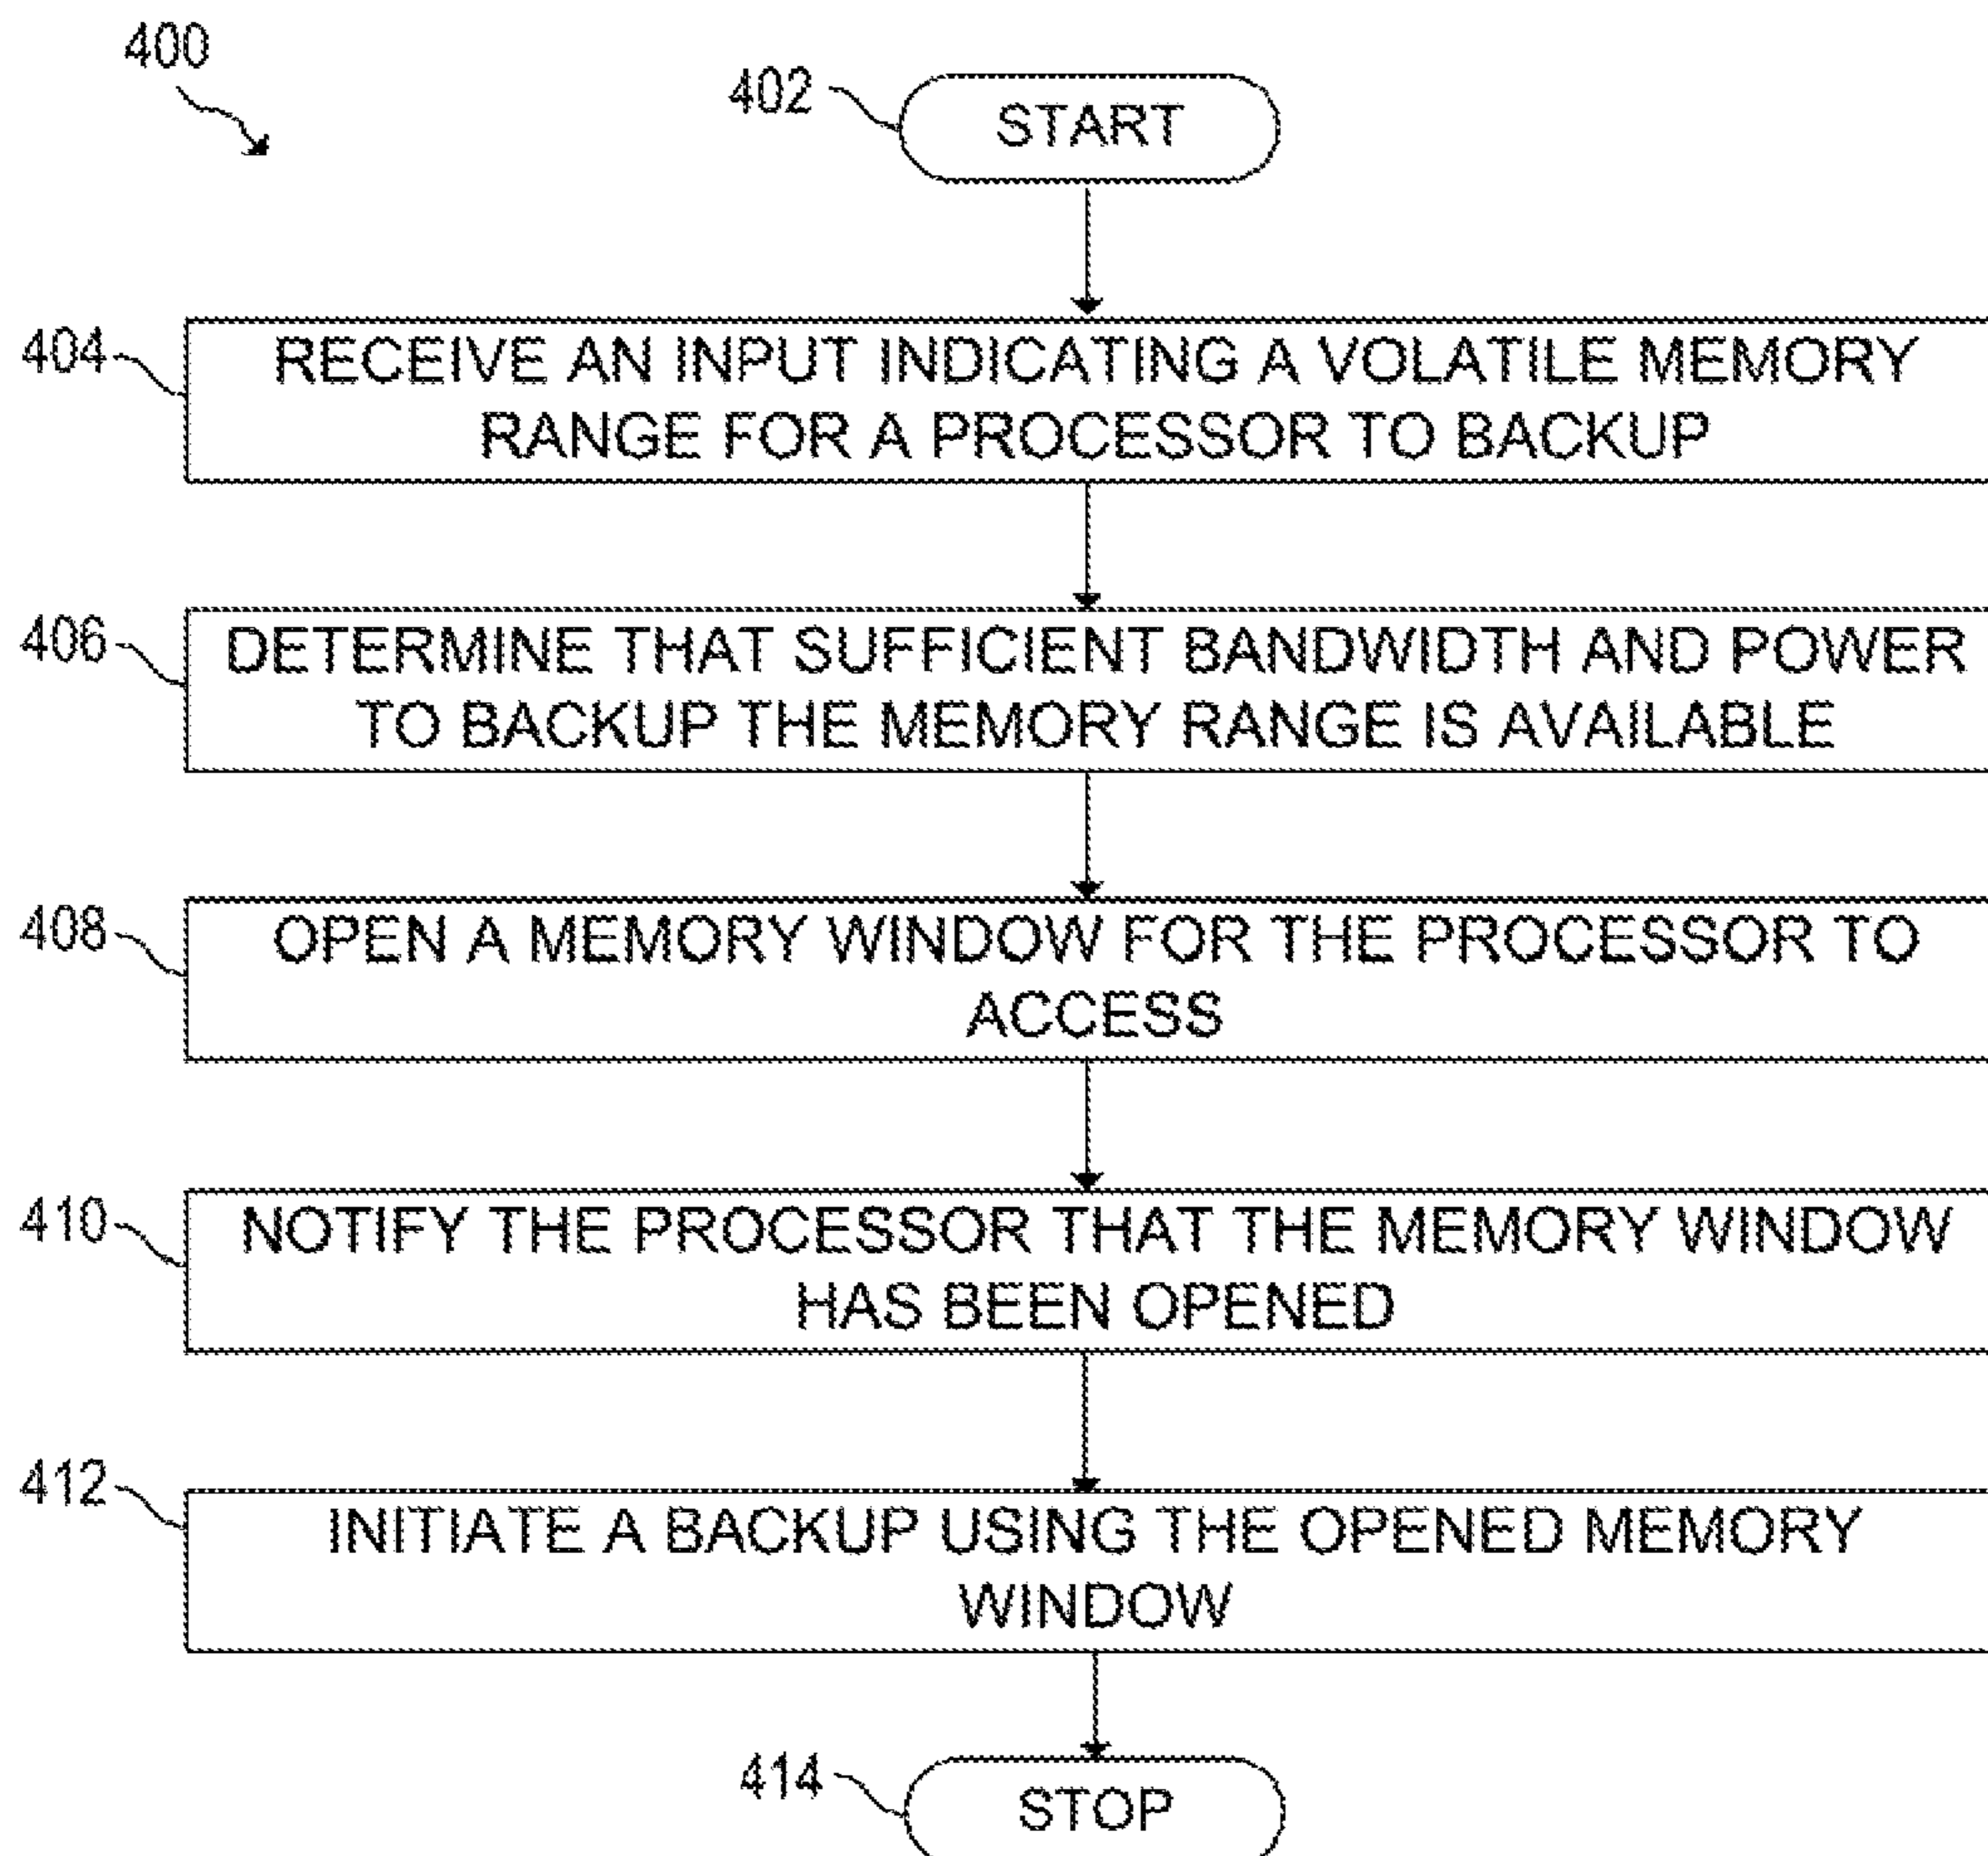 400
402
START
404
RECEIVE AN INPUT INDICATING A VOLATILE MEMORY
RANGE FOR A PROCESSOR TO BACKUP
406
DETERMINE THAT SUFFICIENT BANDWIDTH AND POWER
TO BACKUP THE MEMORY RANGE IS AVAILABLE
408
OPEN A MEMORY WINDOW FOR THE PROCESSOR TO
ACCESS
410
NOTIFY THE PROCESSOR THAT THE MEMORY WINDOW
HAS BEEN OPENED
412
INITIATE A BACKUP USING THE OPENED MEMORY
WINDOW
414
STOP